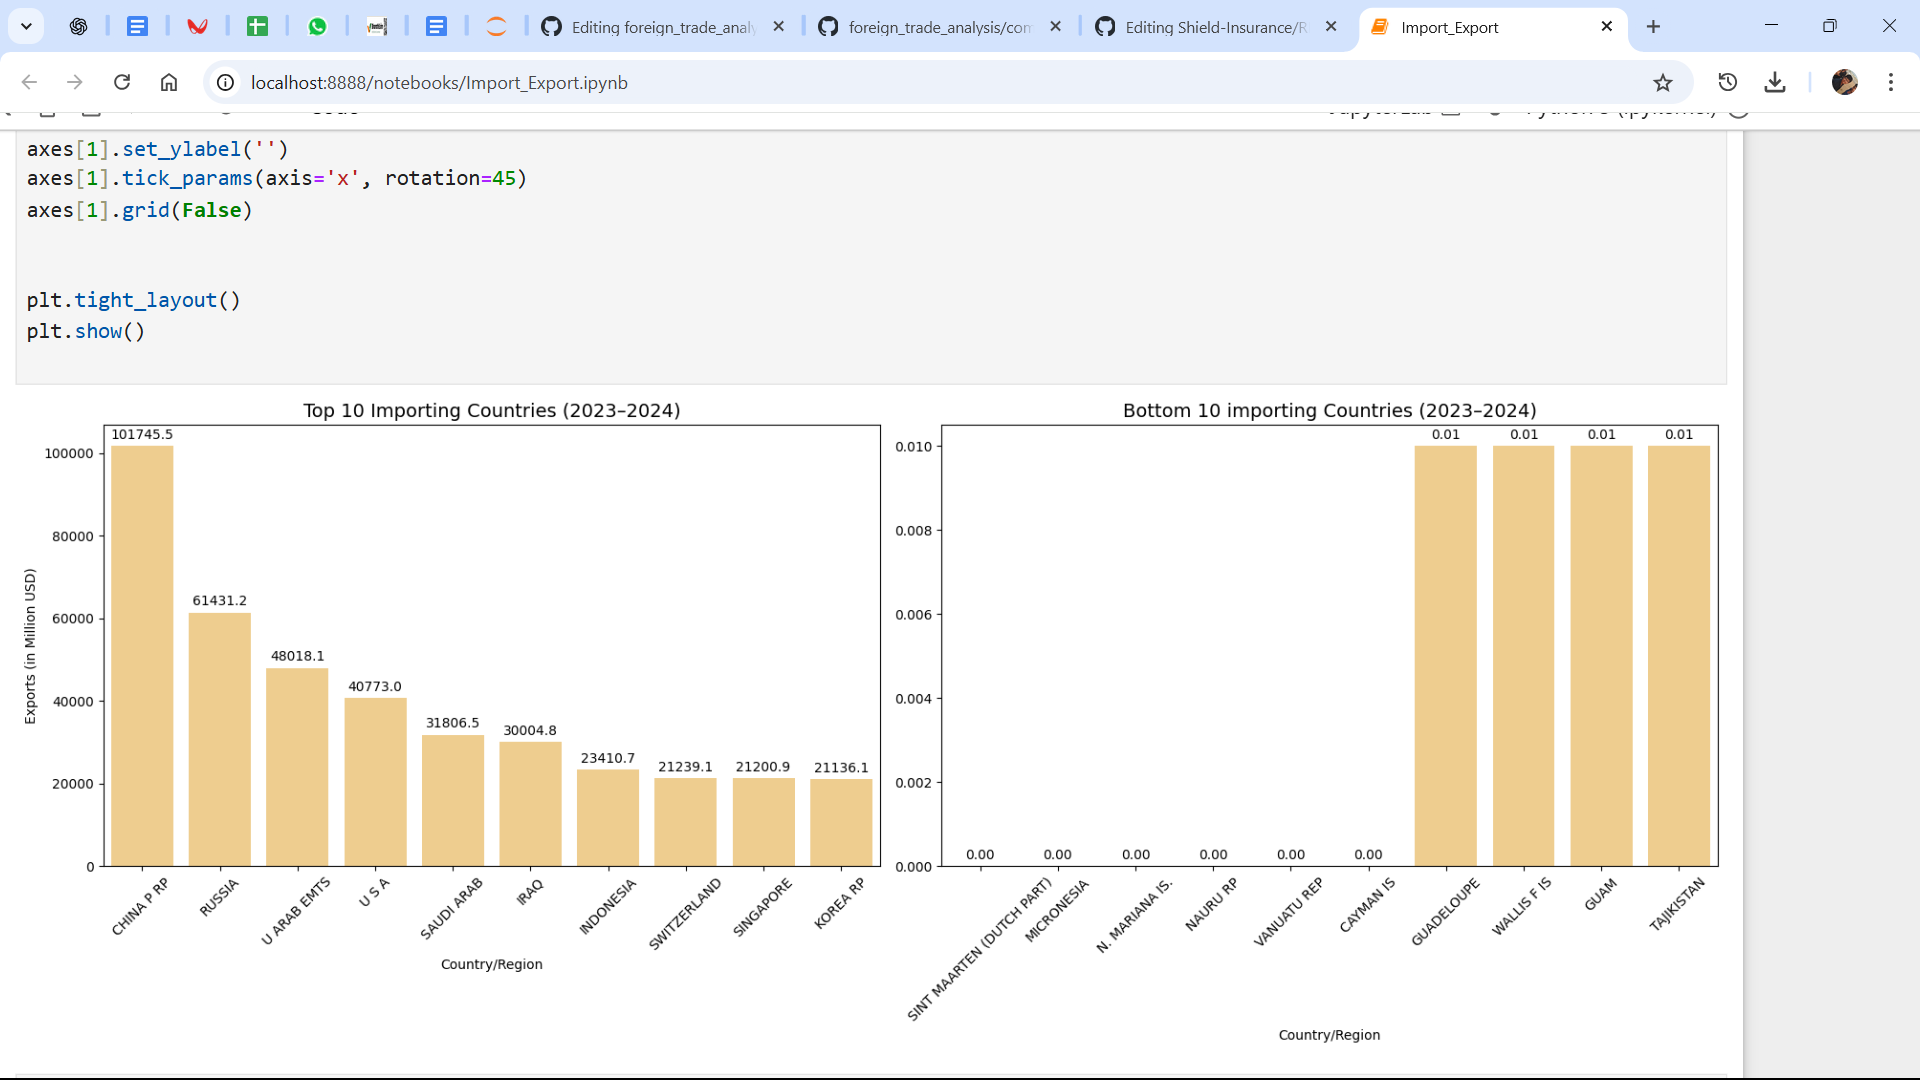 Editing foreign_trade_analy
foreign_trade_analysis/com
Editing Shield-Insurance/R
Import_Export
localhost:8888/notebooks/Import_Export.ipynb
axes[1].set_ylabel('')
axes[1].tick_params(axis='x', rotation=45)
axes[1].grid(False)
plt.tight_layout()
plt.show()
Top 10 Importing Countries (2023–2024)
Exports (in Million USD)
100000
80000
60000
40000
20000
0
101745.5
61431.2
48018.1
40773.0
31806.5
30004.8
23410.7
21239.1
21200.9
21136.1
CHINA P RP
RUSSIA
U ARAB EMTS
U S A
SAUDI ARAB
IRAQ
INDONESIA
SWITZERLAND
SINGAPORE
KOREA RP
Country/Region
Bottom 10 importing Countries (2023–2024)
0.010
0.008
0.006
0.004
0.002
0.000
0.00
0.00
0.00
0.00
0.00
0.00
0.01
0.01
0.01
0.01
SINT MAARTEN (DUTCH PART)
MICRONESIA
N. MARIANA IS.
NAURU RP
VANUATU REP
CAYMAN IS
GUADELOUPE
WALLIS F IS
GUAM
TAJIKISTAN
Country/Region